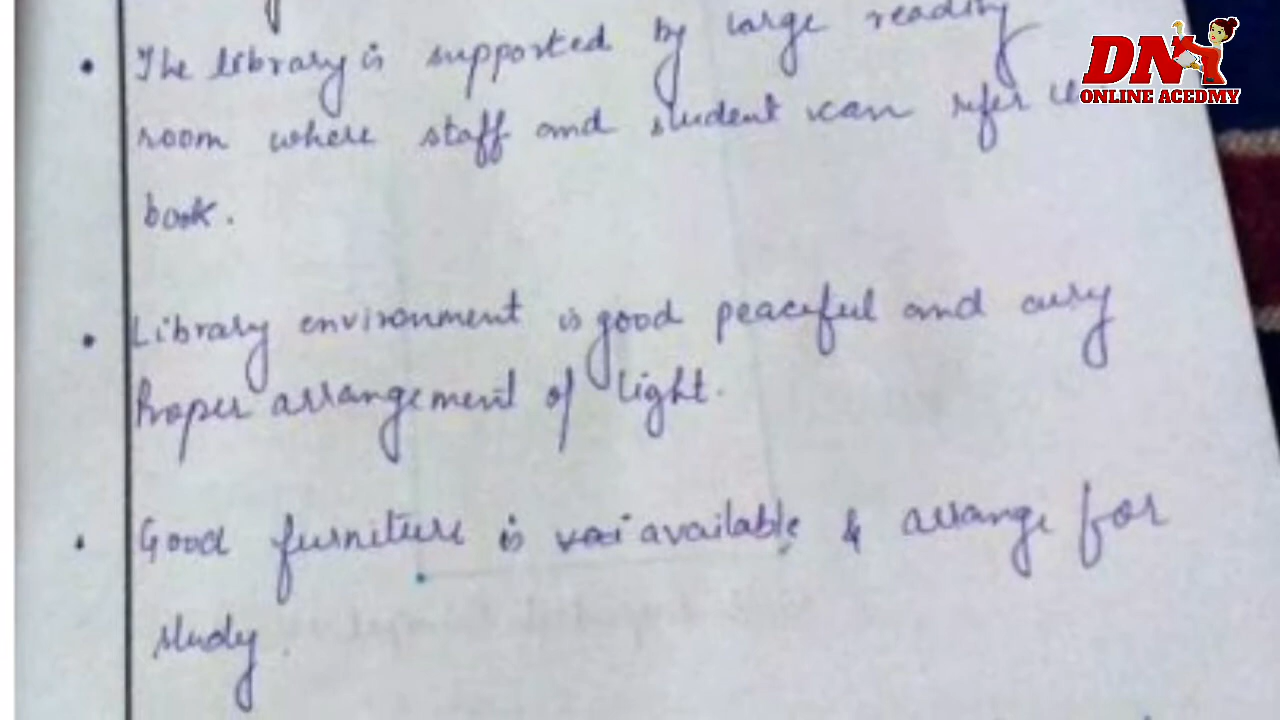 The library is supported by large reading
room where staff and student can refer the
book.
Library environment is good peaceful and
Proper arrangement of light.
Good furniture is available & arrange for
study.
DN
ONLINE ACEDMY